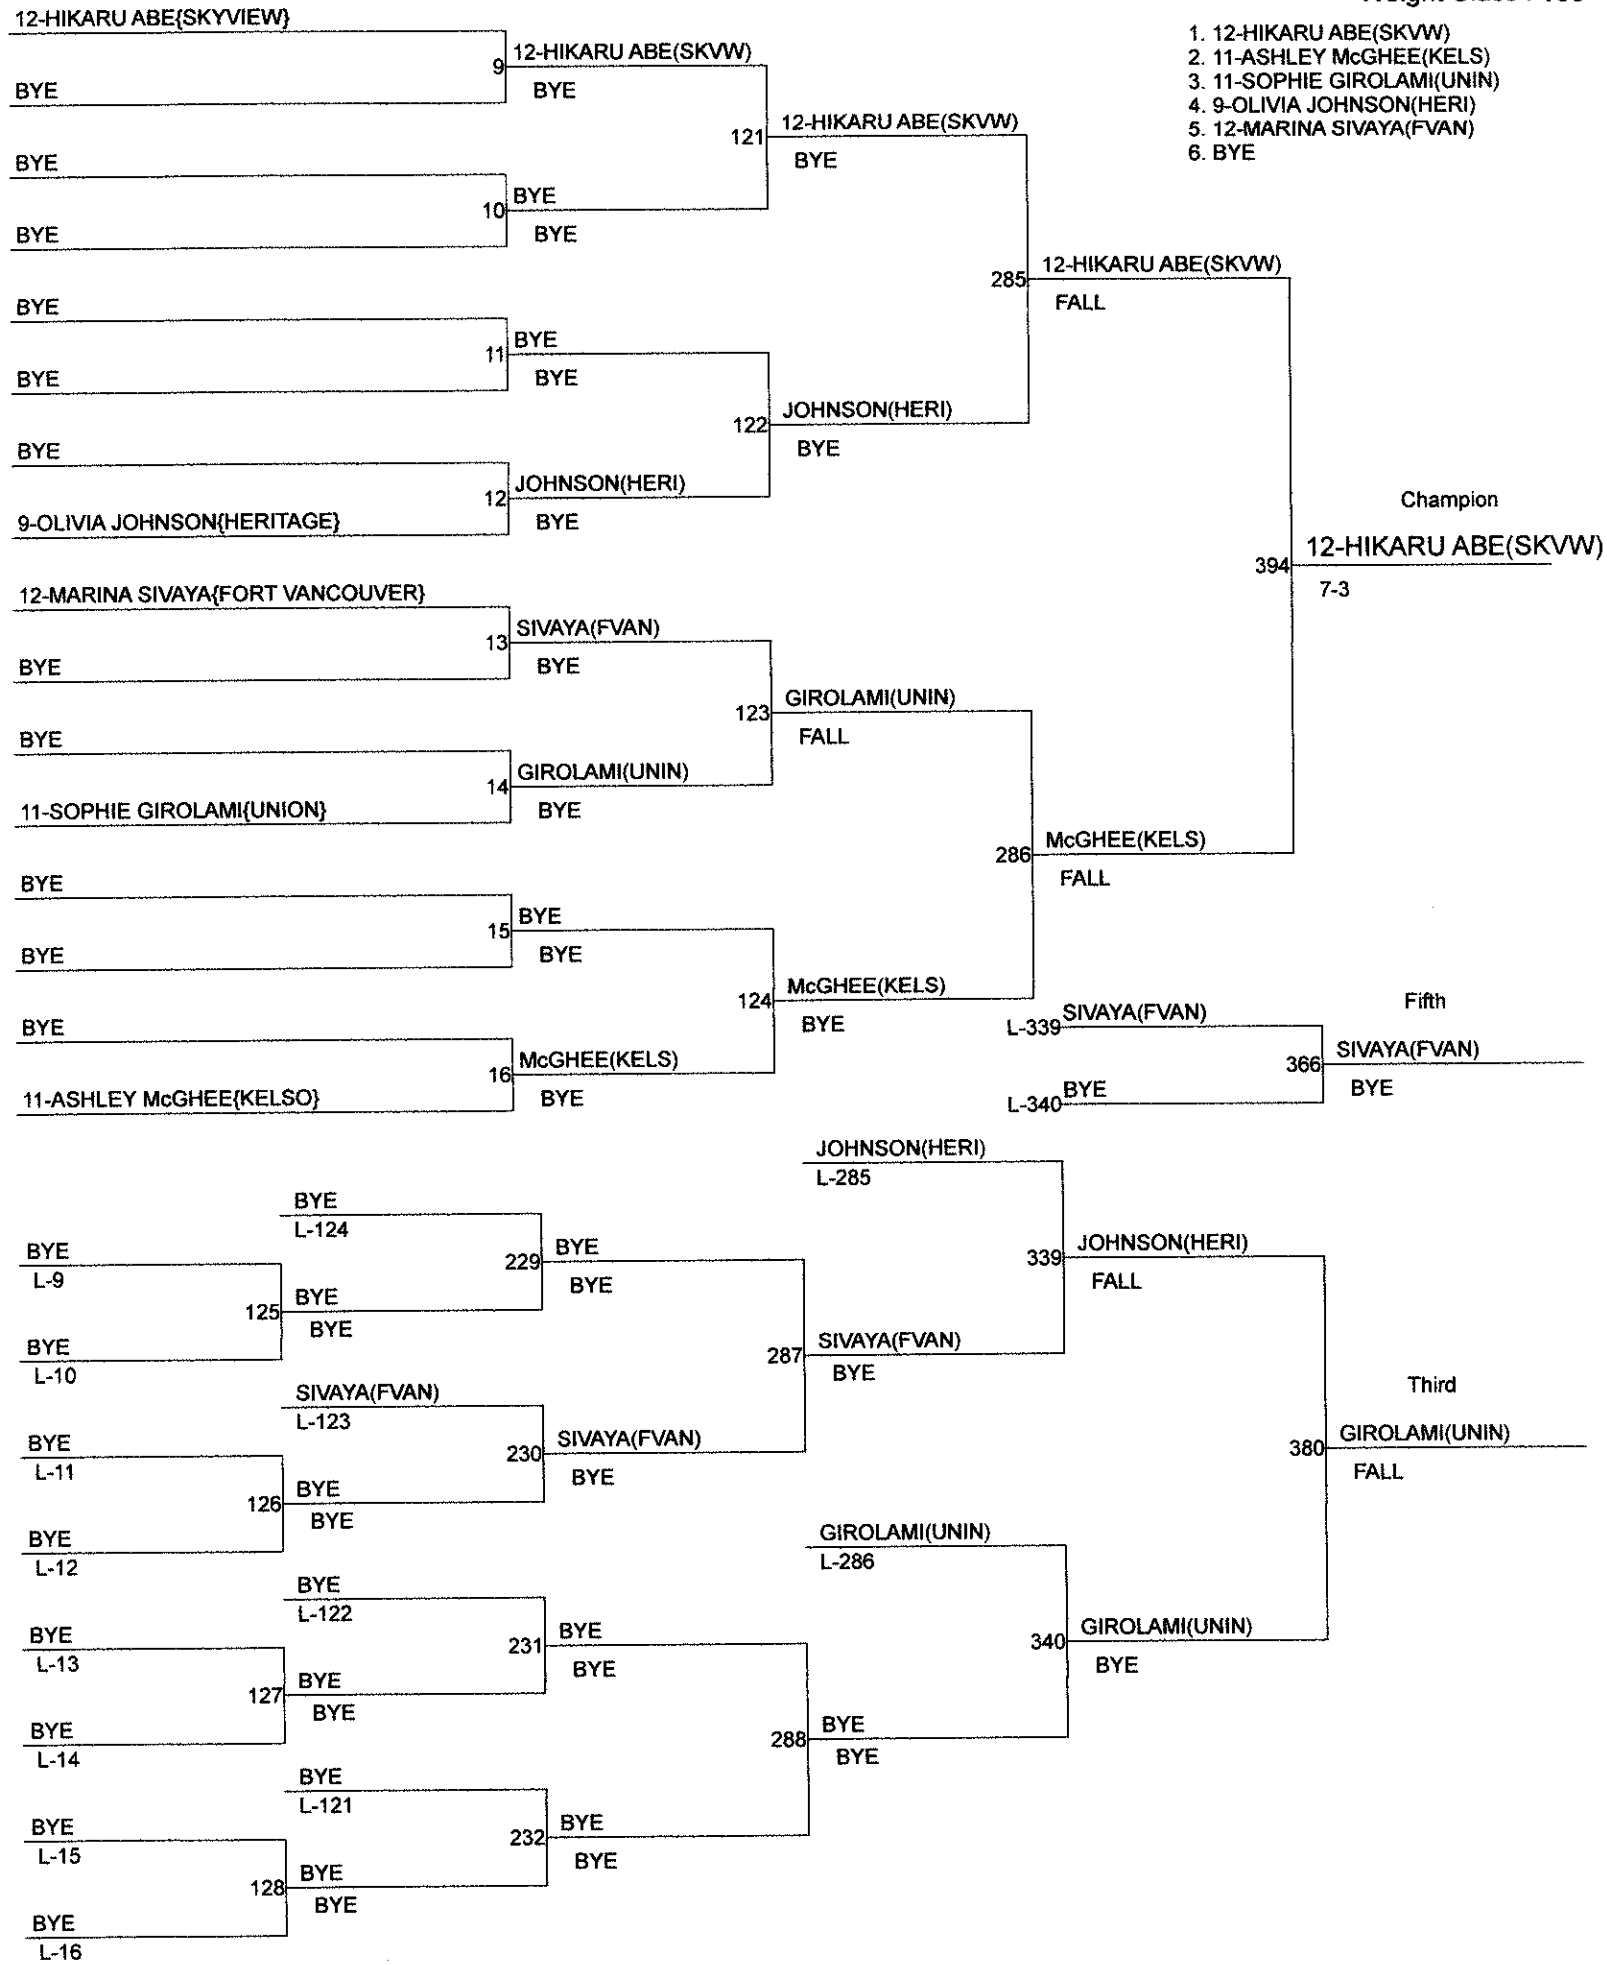 1. 12-HIKARU ABE(SKVW)
2. 11-ASHLEY McGHEE(KELS)
3. 11-SOPHIE GIROLAMI(UNIN)
4. 9-OLIVIA JOHNSON(HERI)
5. 12-MARINA SIVAYA(FVAN)
6. BYE
12-HIKARU ABE{SKYVIEW}
9
12-HIKARU ABE(SKVW)
BYE
BYE
121
12-HIKARU ABE(SKVW)
BYE
BYE
10
BYE
BYE
BYE
285
12-HIKARU ABE(SKVW)
FALL
BYE
11
BYE
BYE
BYE
122
JOHNSON(HERI)
BYE
BYE
12
JOHNSON(HERI)
BYE
9-OLIVIA JOHNSON{HERITAGE}
Champion
394
12-HIKARU ABE(SKVW)
7-3
12-MARINA SIVAYA{FORT VANCOUVER}
13
SIVAYA(FVAN)
BYE
BYE
123
GIROLAMI(UNIN)
FALL
BYE
14
GIROLAMI(UNIN)
BYE
11-SOPHIE GIROLAMI{UNION}
286
McGHEE(KELS)
FALL
BYE
15
BYE
BYE
BYE
124
McGHEE(KELS)
BYE
BYE
16
McGHEE(KELS)
BYE
11-ASHLEY McGHEE{KELSO}
Fifth
L-339
SIVAYA(FVAN)
366
SIVAYA(FVAN)
BYE
L-340
BYE
JOHNSON(HERI)
L-285
BYE
L-124
BYE
L-9
125
BYE
BYE
BYE
L-10
229
BYE
BYE
339
JOHNSON(HERI)
FALL
287
SIVAYA(FVAN)
BYE
SIVAYA(FVAN)
L-123
BYE
L-11
126
BYE
BYE
BYE
L-12
230
SIVAYA(FVAN)
BYE
Third
380
GIROLAMI(UNIN)
FALL
GIROLAMI(UNIN)
L-286
BYE
L-122
BYE
L-13
127
BYE
BYE
BYE
L-14
231
BYE
BYE
340
GIROLAMI(UNIN)
BYE
288
BYE
BYE
BYE
L-121
BYE
L-15
128
BYE
BYE
BYE
L-16
232
BYE
BYE